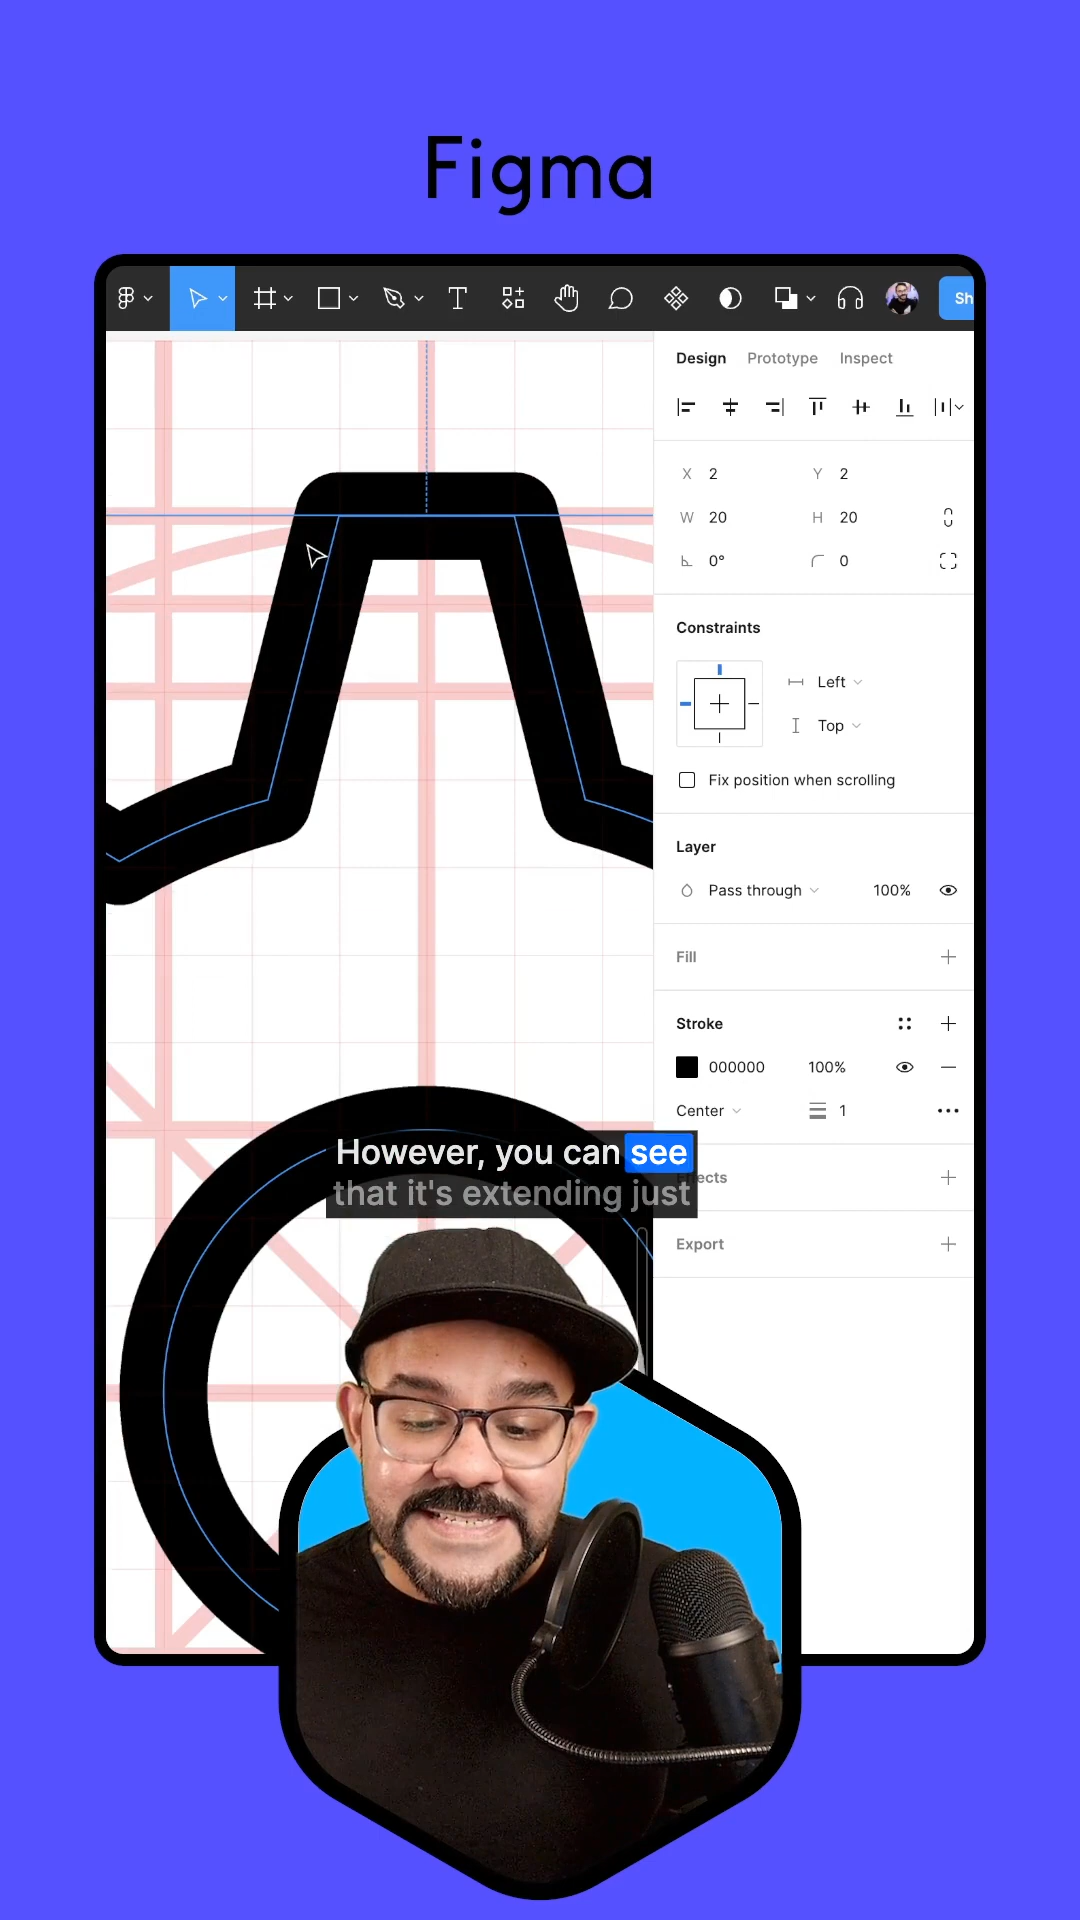 Figma
Sh
Design Prototype Inspect
X 2 Y 2
W 20 H 20
0° 0
Constraints
Left
Top
Fix position when scrolling
Layer
Pass through 100%
Fill
Stroke
000000 100%
Center 1
However, you can see
that it's extending just
Effects
Export